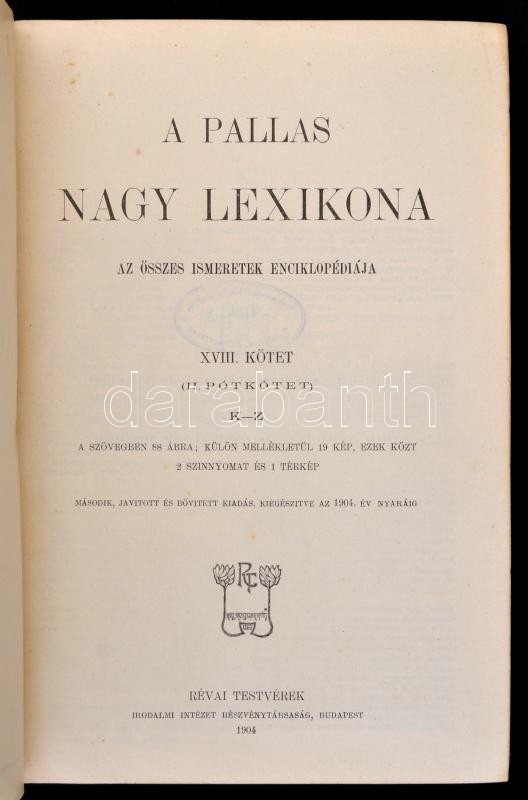 A PALLAS
NAGY LEXIKONA
AZ ÖSSZES ISMERETEK ENCIKLOPÉDIÁJA
XVIII. KÖTET
(II. PÓTKÖTET)
K—Z
darabanth
A SZÖVEGBEN 88 ÁBRA; KÜLÖN MELLÉKLETÜL 19 KÉP, EZEK KÖZT
2 SZINNYOMAT ÉS 1 TÉRKÉP
MÁSODIK, JAVITOTT ÉS BŐVITETT KIADÁS, KIEGÉSZITVE AZ 1904. ÉV NYARÁIG
RÉVAI TESTVÉREK
IRODALMI INTÉZET RÉSZVÉNYTÁRSASÁG, BUDAPEST
1904